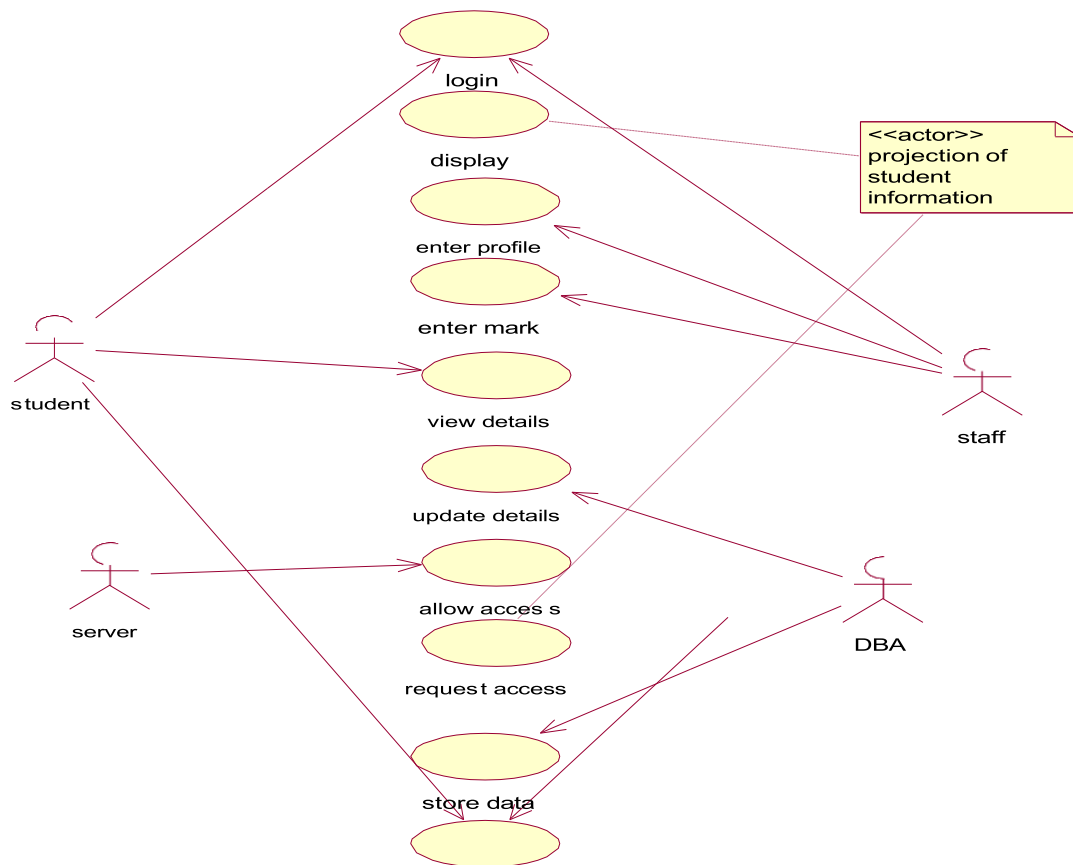 login
display
<<actor>>
projection of
student
information
enter profile
enter mark
student
view details
staff
update details
allow access
server
DBA
request access
store data